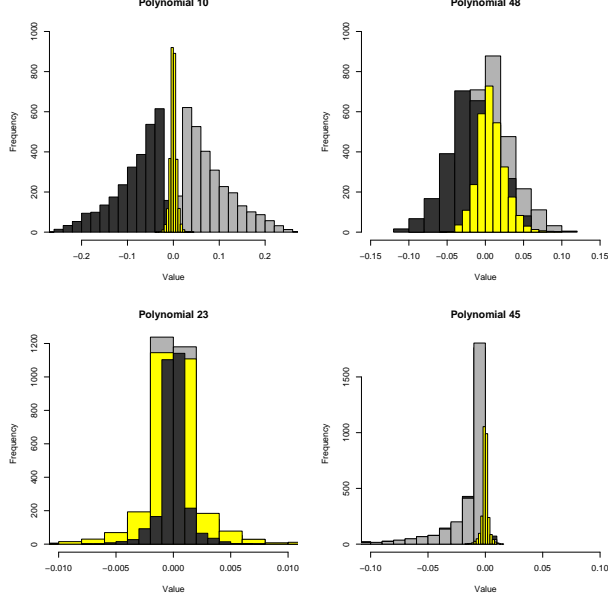 Polynomial 10
Frequency
1000
800
600
400
200
0
−0.2 −0.1 0.0 0.1 0.2
Value
Polynomial 48
Frequency
1000
800
600
400
200
0
−0.15 −0.10 −0.05 0.00 0.05 0.10 0.15
Value
Polynomial 23
Frequency
1200
1000
800
600
400
200
0
−0.010 −0.005 0.000 0.005 0.010
Value
Polynomial 45
Frequency
1500
1000
500
0
−0.10 −0.05 0.00 0.05 0.10
Value